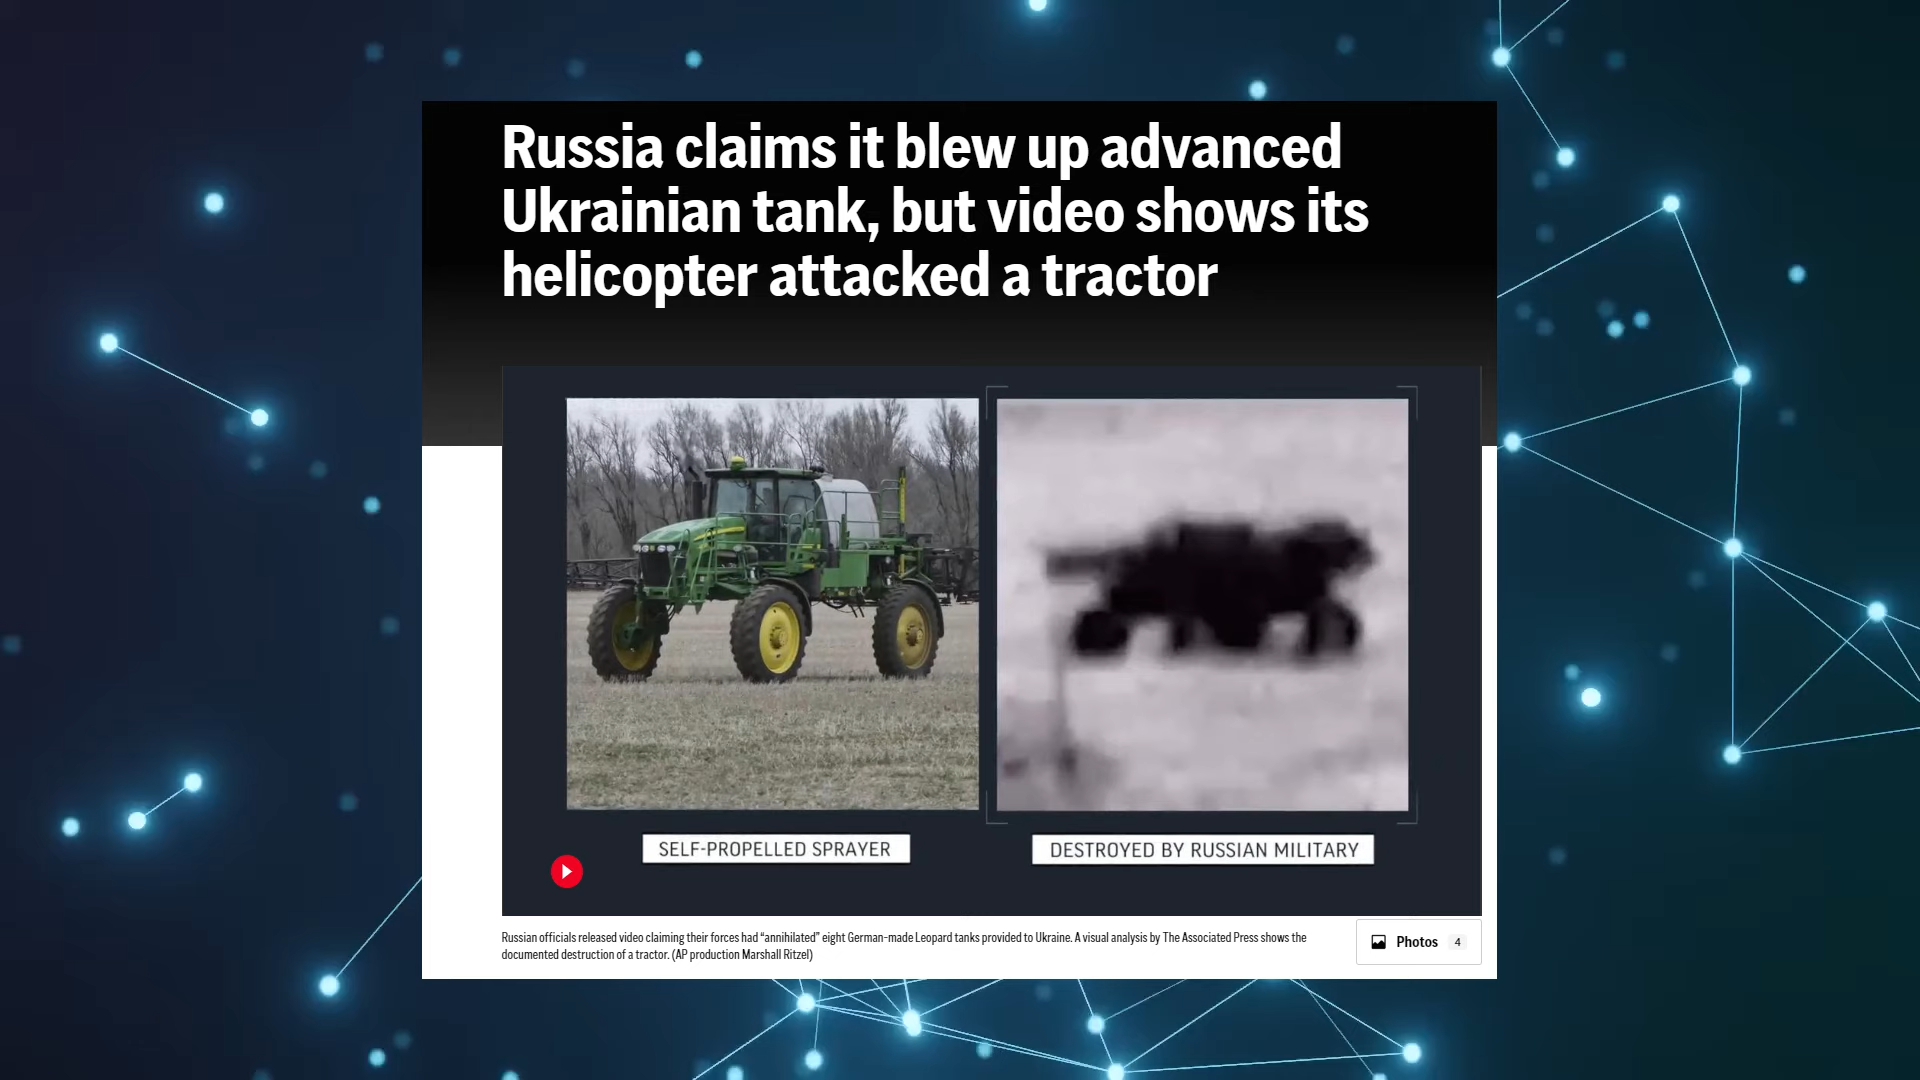 Russia claims it blew up advanced
Ukrainian tank, but video shows its
helicopter attacked a tractor
SELF-PROPELLED SPRAYER
DESTROYED BY RUSSIAN MILITARY
Russian officials released video claiming their forces had “annihilated” eight German-made Leopard tanks provided to Ukraine. A visual analysis by The Associated Press shows the
documented destruction of a tractor. (AP production Marshall Ritzel)
Photos 4